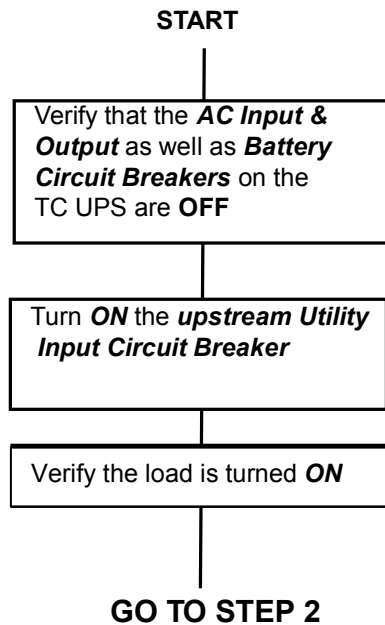 START
Verify that the AC Input &
Output as well as Battery
Circuit Breakers on the
TC UPS are OFF
Turn ON the upstream Utility
Input Circuit Breaker
Verify the load is turned ON
GO TO STEP 2